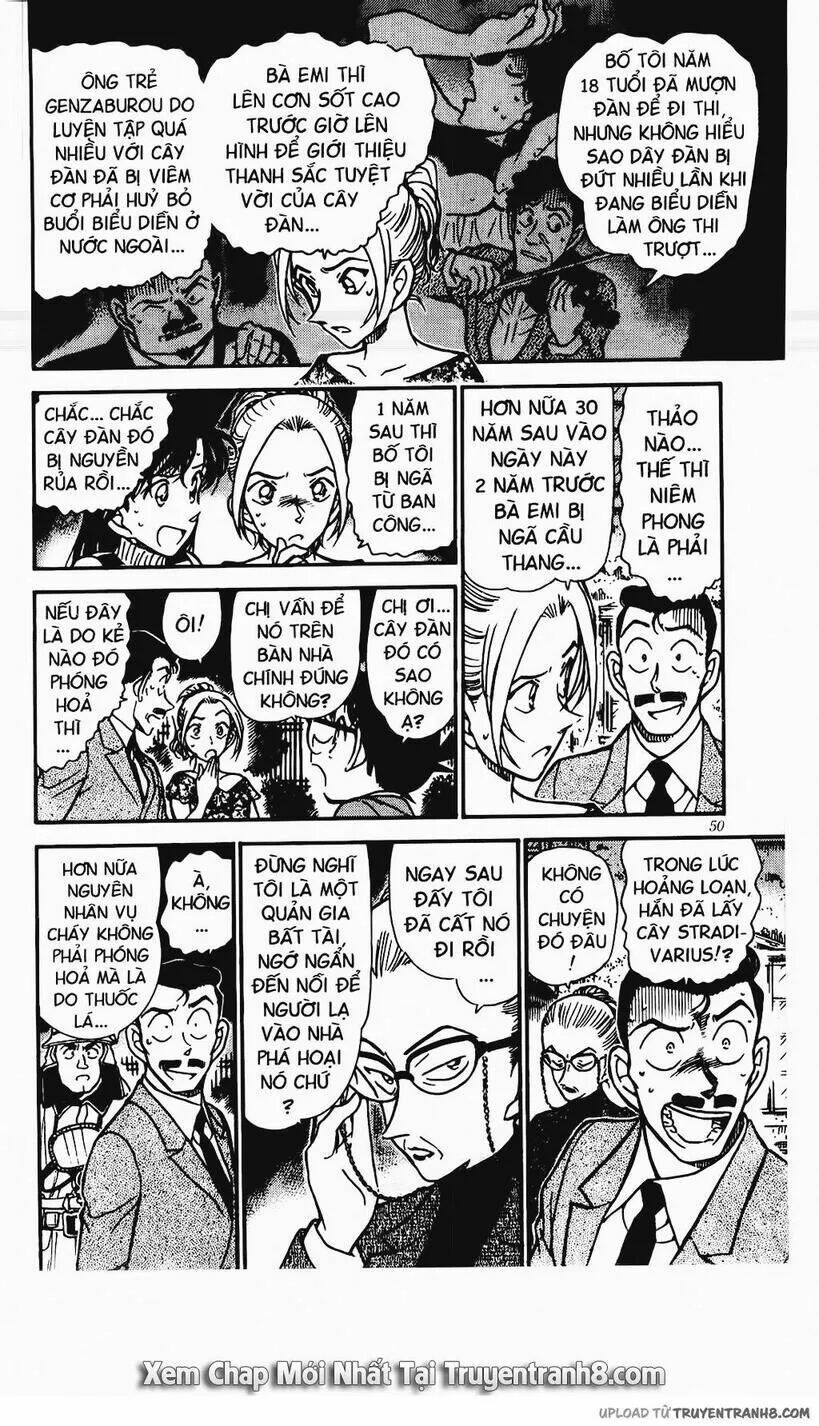 BỐ TÔI NĂM
18 TUỔI ĐÃ MƯỢN
ĐÀN ĐỂ ĐI THI,
NHƯNG KHÔNG HIỂU
SAO DÂY ĐÀN BỊ
ĐỨT NHIỀU LẦN KHI
ĐANG BIỂU DIỄN
LÀM ÔNG THI
TRƯỢT...
BÀ EMI THÌ
LÊN CƠN SỐT CAO
TRƯỚC GIỜ LÊN
HÌNH ĐỂ GIỚI THIỆU
THANH SẮC TUYỆT
VỜI CỦA CÂY
ĐÀN...
ÔNG TRẺ
GENZABUROU DO
LUYỆN TẬP QUÁ
NHIỀU VỚI CÂY
ĐÀN ĐÃ BỊ VIÊM
CƠ PHẢI HUỶ BỎ
BUỔI BIỂU DIỄN Ở
NƯỚC NGOÀI...
THẢO
NÀO...
THẾ THÌ
NIÊM
PHONG
LÀ PHẢI
...
HƠN NỮA 30
NĂM SAU VÀO
NGÀY NÀY
2 NĂM TRƯỚC
BÀ EMI BỊ
NGÃ CẦU
THANG...
1 NĂM
SAU THÌ
BỐ TÔI
BỊ NGÃ
TỪ BAN
CÔNG...
CHẮC... CHẮC
CÂY ĐÀN ĐÓ
BỊ NGUYỀN
RỦA RỒI...
CHỊ ƠI...
CÂY ĐÀN
ĐÓ CÓ
SAO
KHÔNG
Ạ?
CHỊ VẪN ĐỂ
NÓ TRÊN
BÀN NHÀ
CHÍNH ĐÚNG
KHÔNG?
ÔI!
NẾU ĐÂY
LÀ DO KẺ
NÀO ĐÓ
PHÓNG
HOẢ
THÌ
...
50
TRONG LÚC
HOẢNG LOẠN,
HẮN ĐÃ LẤY
CÂY STRADI-
VARIUS!?
KHÔNG
CÓ
CHUYỆN
ĐÓ ĐÂU
!
NGAY SAU
ĐẤY TÔI
ĐÃ CẤT NÓ
ĐI RỒI
...
ĐỪNG NGHĨ
TÔI LÀ MỘT
QUẢN GIA
BẤT TÀI
NGỚ NGẨN
ĐẾN NỖI ĐỂ
NGƯỜI LẠ
VÀO NHÀ
PHÁ HOẠI
NÓ CHỨ
?
À,
KHÔNG
...
HƠN NỮA
NGUYÊN
NHÂN VỤ
CHÁY KHÔNG
PHẢI PHÓNG
HOẢ MÀ LÀ
DO THUỐC
LÁ...
Xem Chap Mới Nhất Tại Truyentranh8.com
UPLOAD TỪ TRUYENTRANH8.COM